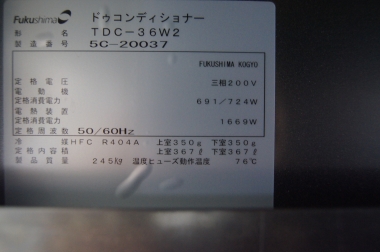 Fukushima ドゥコンディショナー
形名 TDC-36W2
製造番号 5C-20037
FUKUSHIMA KOGYO
定格電圧 三相200V
電動機
定格消費電力 691/724W
電熱装置
定格消費電力 1669W
定格周波数 50/60Hz
冷媒 HFC R404A 上室350g 下室350g
定格内容積 上室367ℓ 下室367ℓ
製品質量 245kg 温度ヒューズ動作温度 76℃